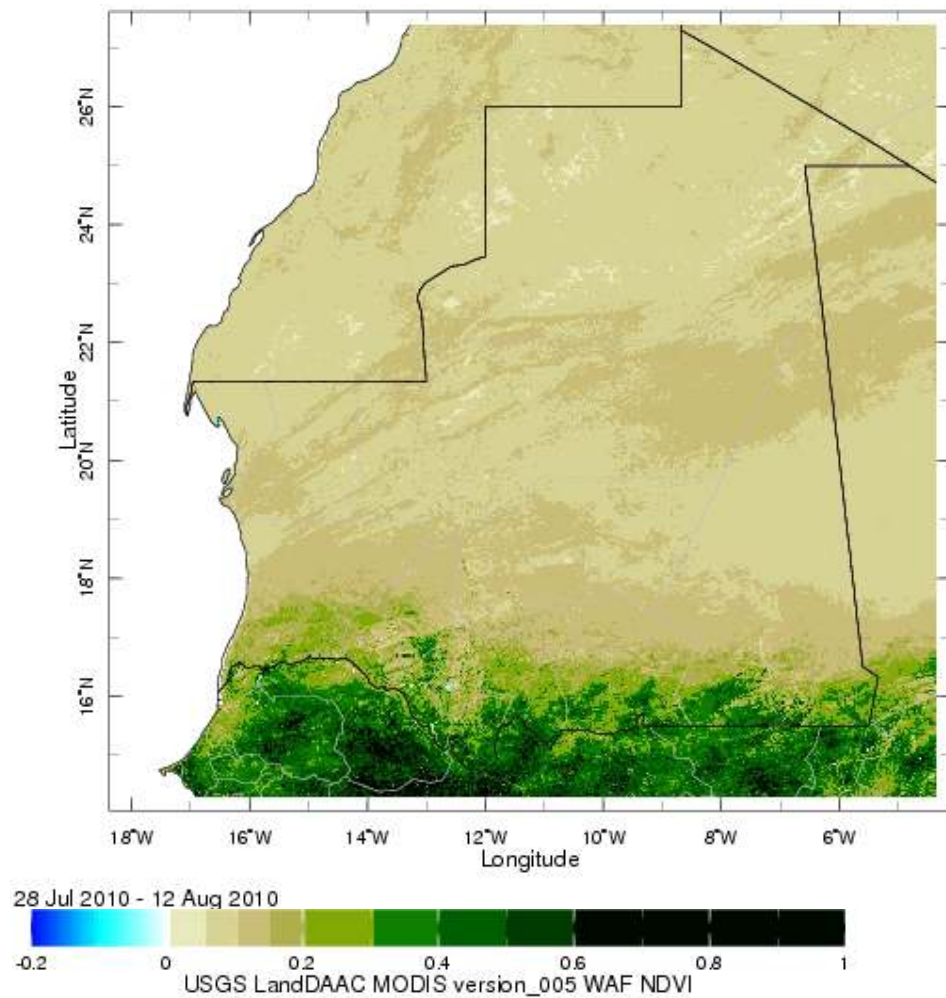 26°N
24°N
22°N
20°N
18°N
16°N
Latitude
18°W 16°W 14°W 12°W 10°W 8°W 6°W
Longitude
28 Jul 2010 - 12 Aug 2010
-0.2 0 0.2 0.4 0.6 0.8 1
USGS LandDAAC MODIS version_005 WAF NDVI